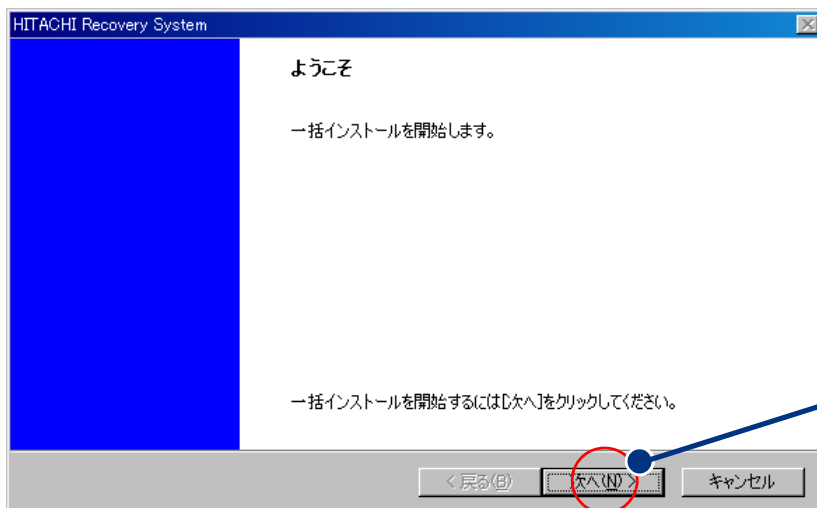 HITACHI Recovery System
ようこそ
一括インストールを開始します。
一括インストールを開始するには[次へ]をクリックしてください。
< 戻る(B)
次へ(N) >
キャンセル